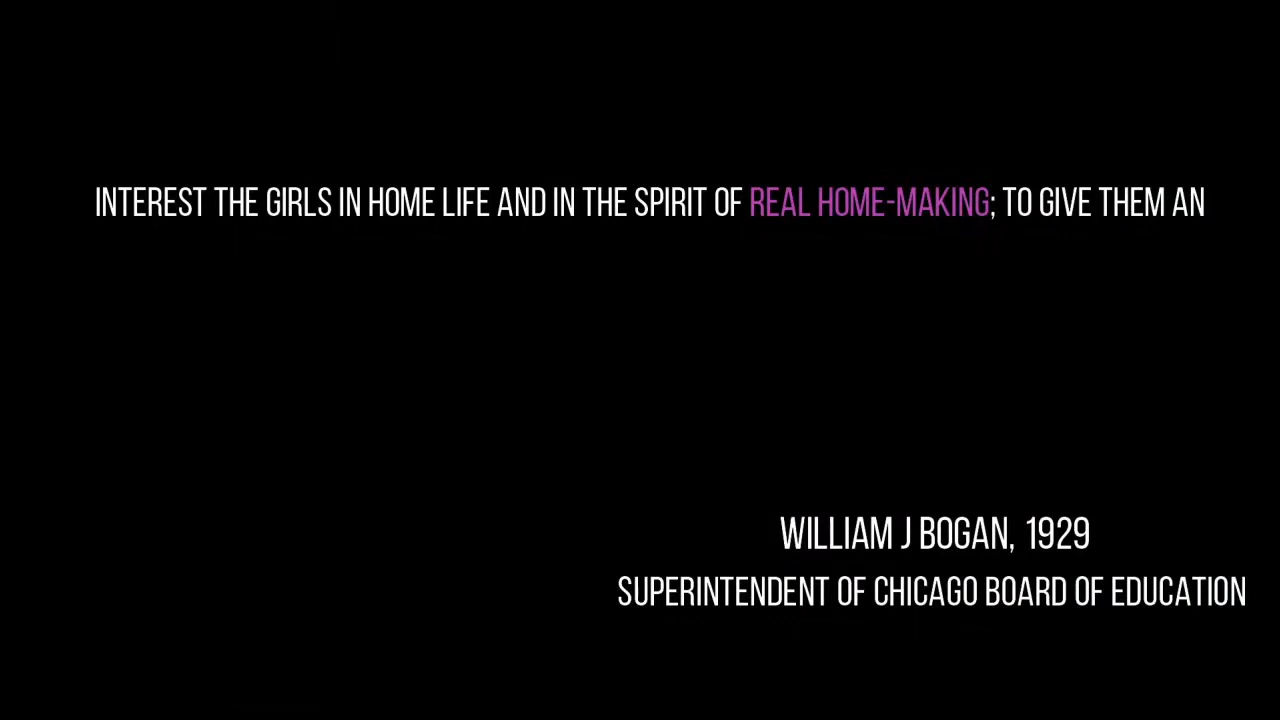 INTEREST THE GIRLS IN HOME LIFE AND IN THE SPIRIT OF REAL HOME-MAKING; TO GIVE THEM AN
WILLIAM J BOGAN, 1929
SUPERINTENDENT OF CHICAGO BOARD OF EDUCATION